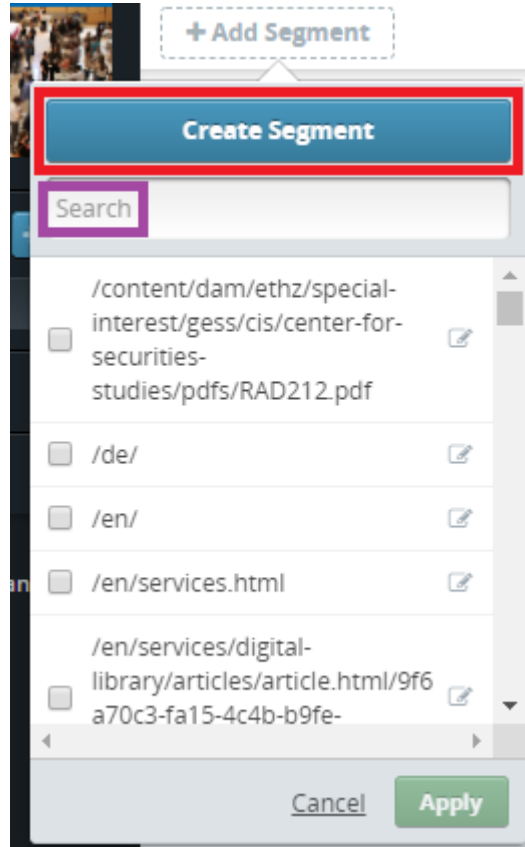 + Add Segment
Create Segment
Search
/content/dam/ethz/special-
interest/gess/cis/center-for-
securities-
studies/pdfs/RAD212.pdf
/de/
/en/
an
/en/services.html
/en/services/digital-
library/articles/article.html/9f6
a70c3-fa15-4c4b-b9fe-
Cancel Apply